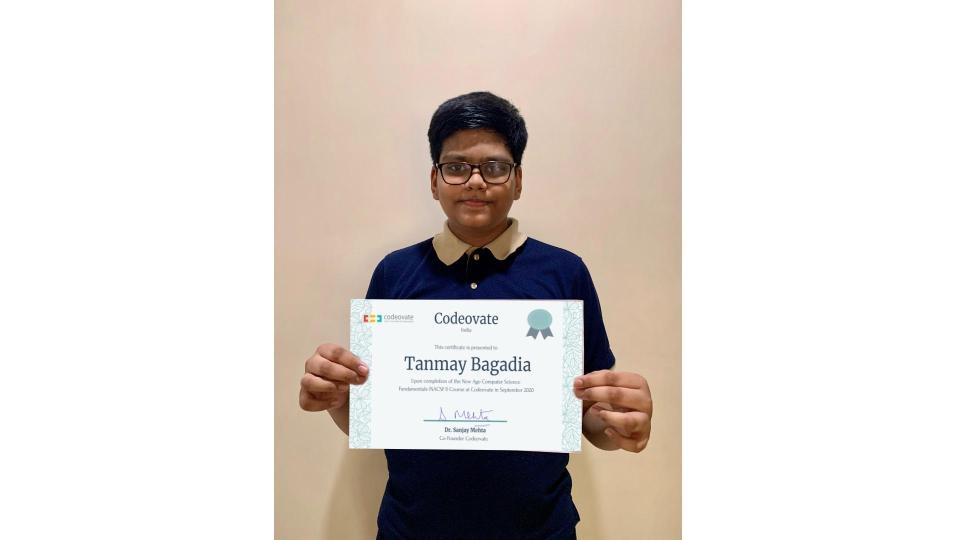 codeovate
Codeovate
India
This certificate is presented to
Tanmay Bagadia
Upon completion of the New Age Computer Science
Fundamentals (NACSF I) Course at Codeovate in September 2020
S Mehta
Dr. Sanjay Mehta
Co-Founder Codeovate